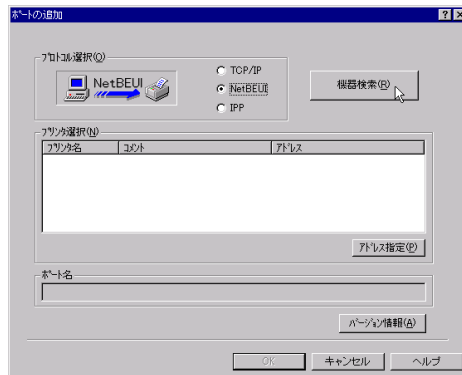 ﾎﾟｰﾄの追加
ﾌﾟﾛﾄｺﾙ選択(O)
NetBEUI
TCP/IP
NetBEUI
IPP
機器検索(R)
ﾌﾟﾘﾝﾀ選択(N)
ﾌﾟﾘﾝﾀ名 ｺﾒﾝﾄ ｱﾄﾞﾚｽ
ｱﾄﾞﾚｽ指定(P)
ﾎﾟｰﾄ名
ﾊﾞｰｼﾞｮﾝ情報(A)
OK キャンセル ヘルプ